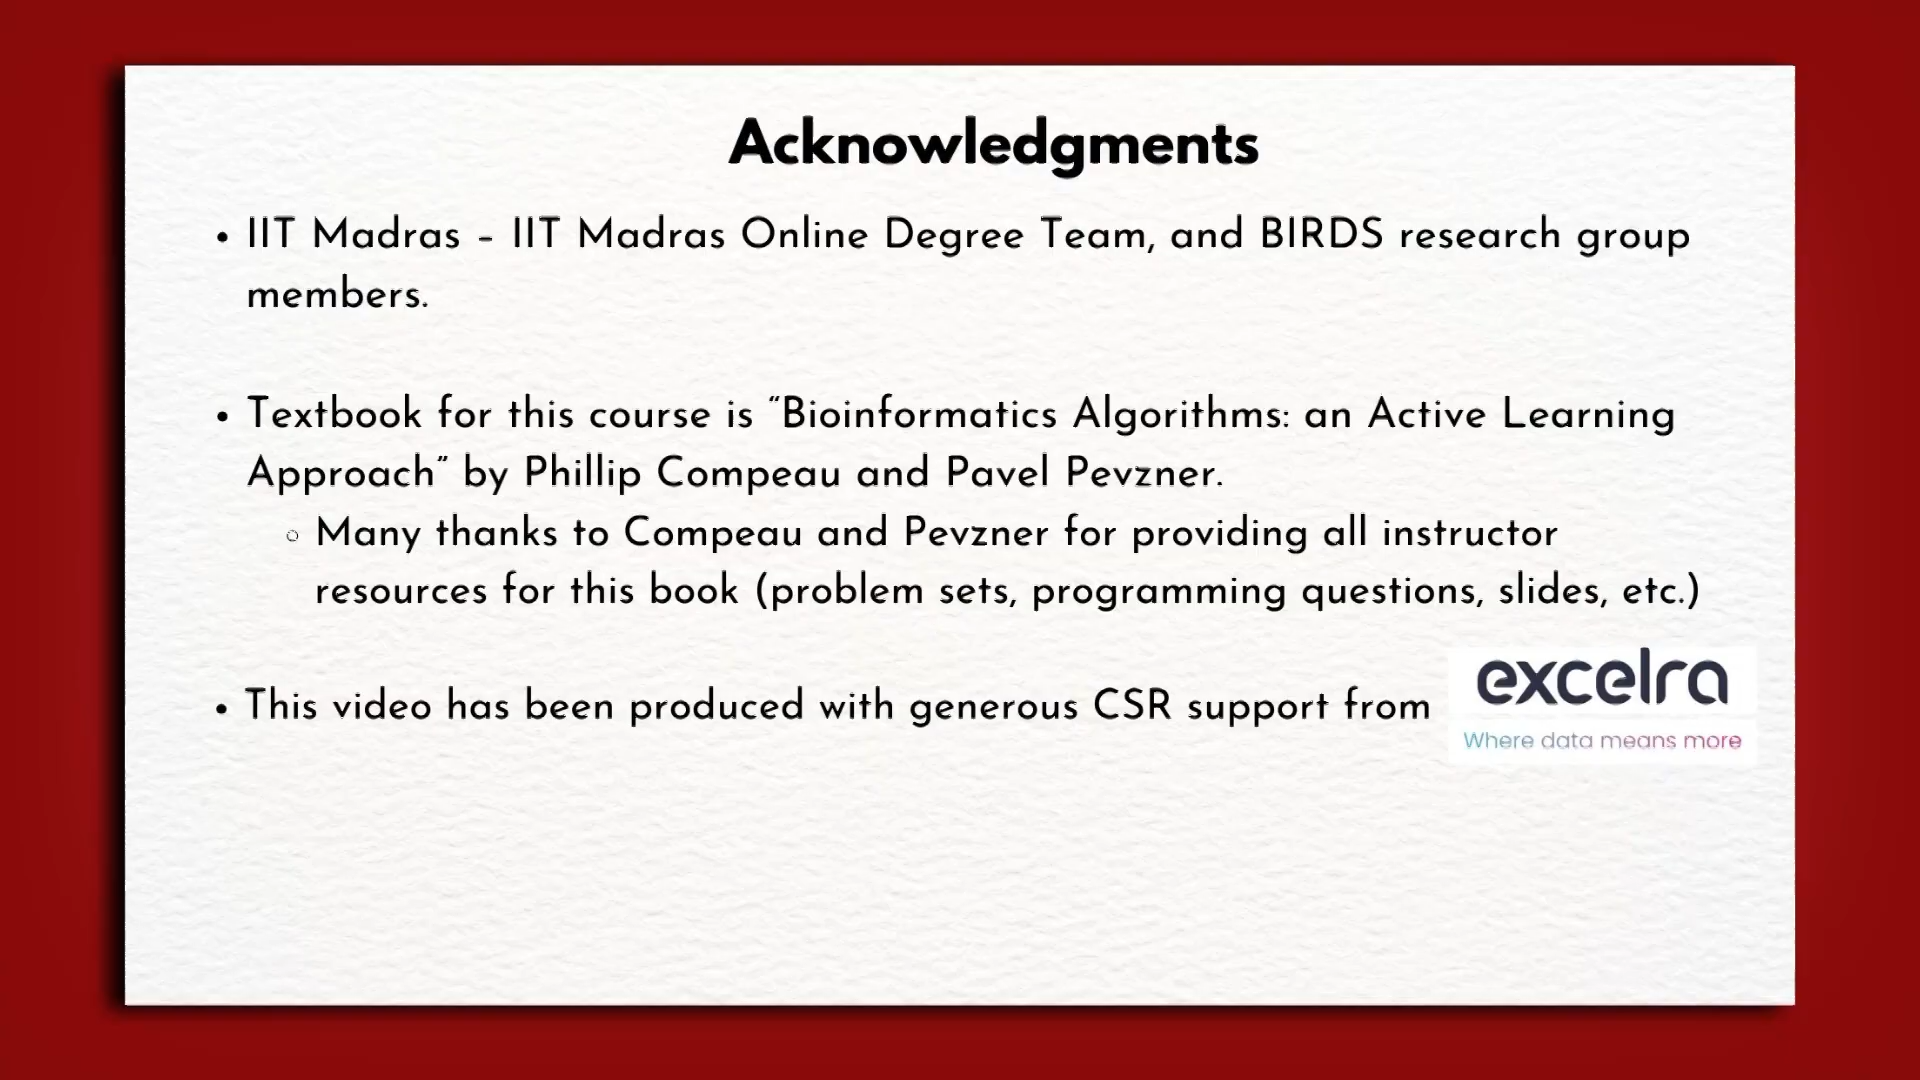 Acknowledgments
• IIT Madras – IIT Madras Online Degree Team, and BIRDS research group
members.
• Textbook for this course is “Bioinformatics Algorithms: an Active Learning
Approach” by Phillip Compeau and Pavel Pevzner.
◦ Many thanks to Compeau and Pevzner for providing all instructor
resources for this book (problem sets, programming questions, slides, etc.)
• This video has been produced with generous CSR support from
excelra
Where data means more